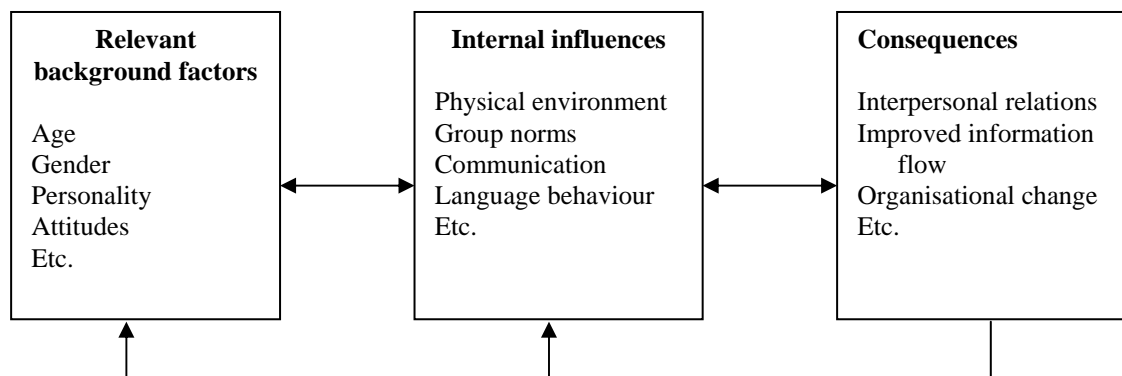 Relevant
background factors
Age
Gender
Personality
Attitudes
Etc.
Internal influences
Physical environment
Group norms
Communication
Language behaviour
Etc.
Consequences
Interpersonal relations
Improved information
flow
Organisational change
Etc.